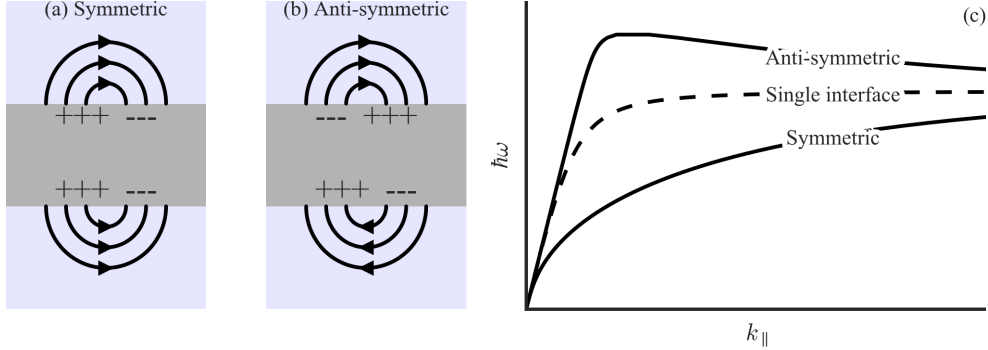 (a) Symmetric
+++ ---
+++ ---
(b) Anti-symmetric
--- +++
+++ ---
(c)
Anti-symmetric
Single interface
Symmetric
ℏω
k∥